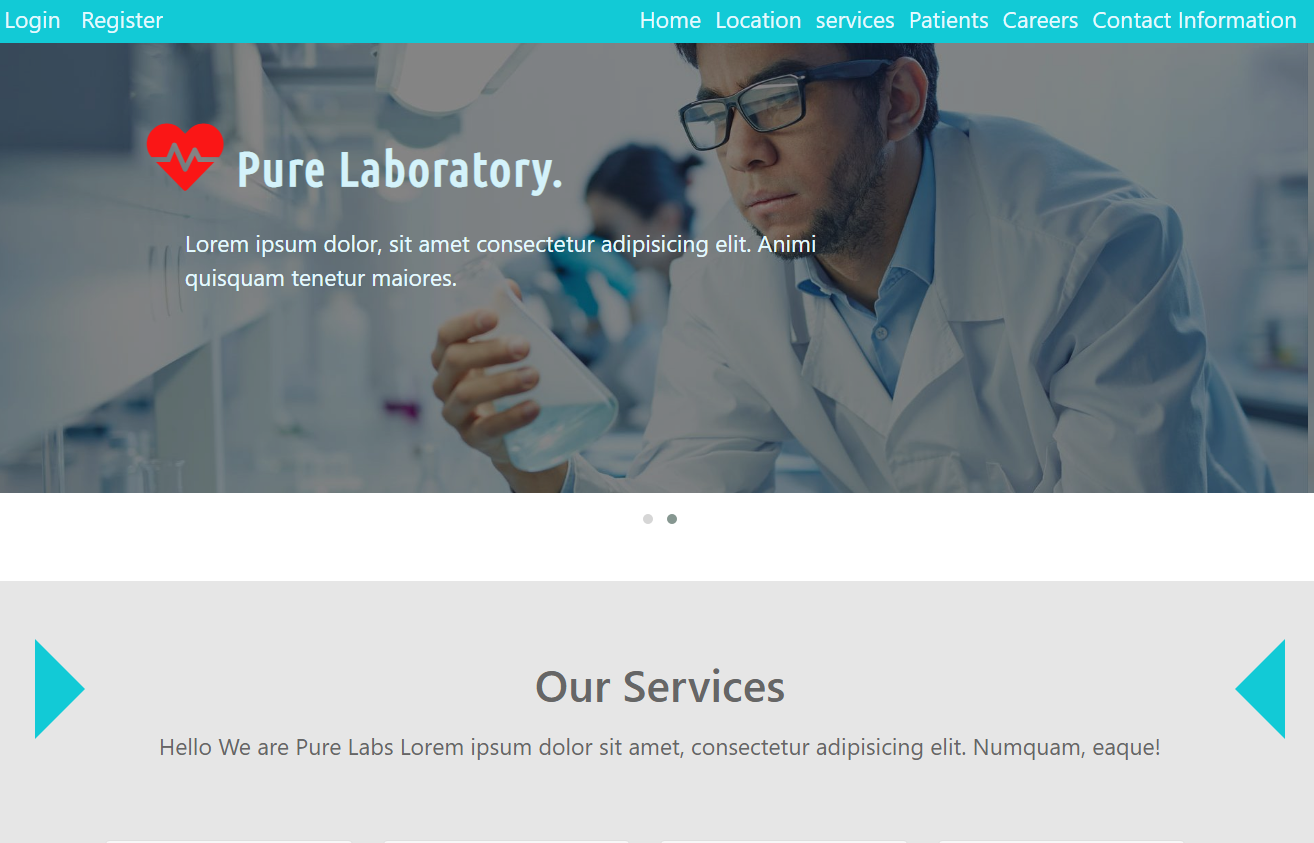 Login Register Home Location services Patients Careers Contact Information
Pure Laboratory.
Lorem ipsum dolor, sit amet consectetur adipisicing elit. Animi
quisquam tenetur maiores.
Our Services
Hello We are Pure Labs Lorem ipsum dolor sit amet, consectetur adipisicing elit. Numquam, eaque!